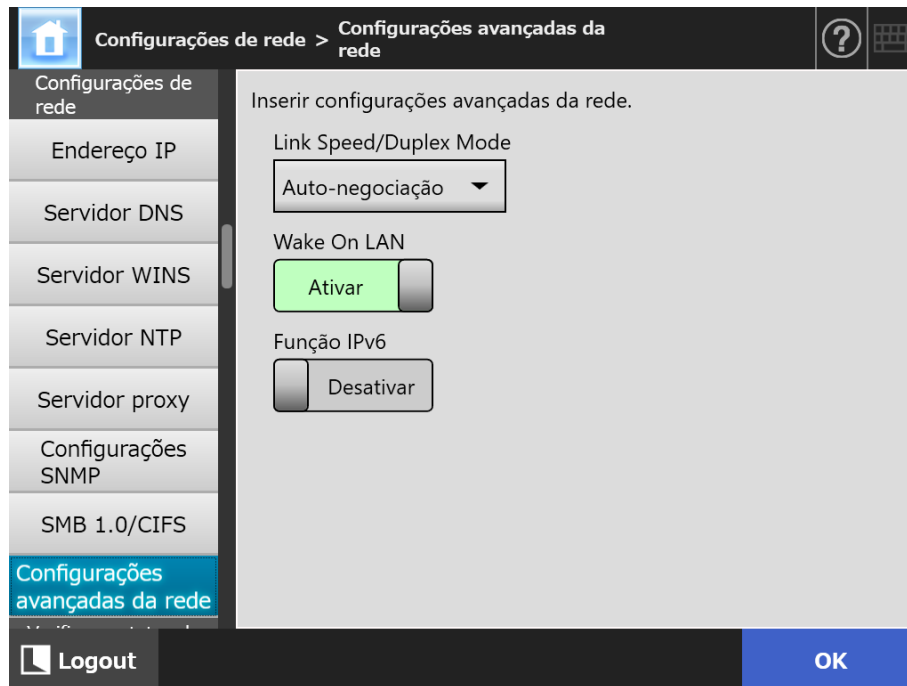 Configurações de rede > Configurações avançadas da
rede
?
Configurações de
rede
Endereço IP
Servidor DNS
Servidor WINS
Servidor NTP
Servidor proxy
Configurações
SNMP
SMB 1.0/CIFS
Configurações
avançadas da rede
Inserir configurações avançadas da rede.
Link Speed/Duplex Mode
Auto-negociação
Wake On LAN
Ativar
Função IPv6
Desativar
Logout
OK